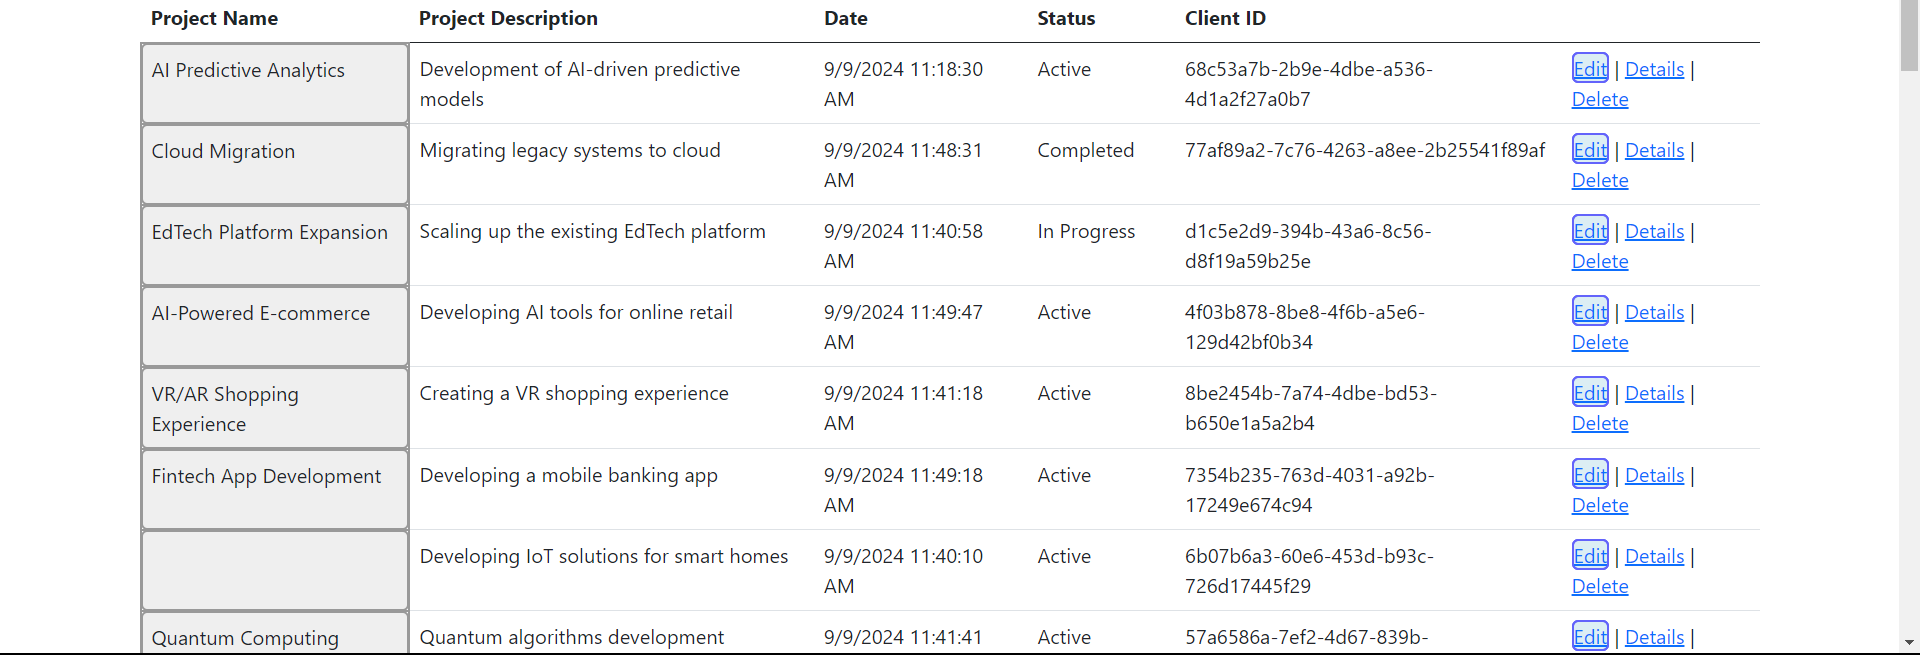 Project Name Project Description Date Status Client ID
AI Predictive Analytics Development of AI-driven predictive 9/9/2024 11:18:30 Active 68c53a7b-2b9e-4dbe-a536- Edit | Details |
models AM 4d1a2f27a0b7 Delete
Cloud Migration Migrating legacy systems to cloud 9/9/2024 11:48:31 Completed 77af89a2-7c76-4263-a8ee-2b25541f89af Edit | Details |
AM Delete
EdTech Platform Expansion Scaling up the existing EdTech platform 9/9/2024 11:40:58 In Progress d1c5e2d9-394b-43a6-8c56- Edit | Details |
AM d8f19a59b25e Delete
AI-Powered E-commerce Developing AI tools for online retail 9/9/2024 11:49:47 Active 4f03b878-8be8-4f6b-a5e6- Edit | Details |
AM 129d42bf0b34 Delete
VR/AR Shopping Creating a VR shopping experience 9/9/2024 11:41:18 Active 8be2454b-7a74-4dbe-bd53- Edit | Details |
Experience AM b650e1a5a2b4 Delete
Fintech App Development Developing a mobile banking app 9/9/2024 11:49:18 Active 7354b235-763d-4031-a92b- Edit | Details |
AM 17249e674c94 Delete
Developing IoT solutions for smart homes 9/9/2024 11:40:10 Active 6b07b6a3-60e6-453d-b93c- Edit | Details |
AM 726d17445f29 Delete
Quantum Computing Quantum algorithms development 9/9/2024 11:41:41 Active 57a6586a-7ef2-4d67-839b- Edit | Details |